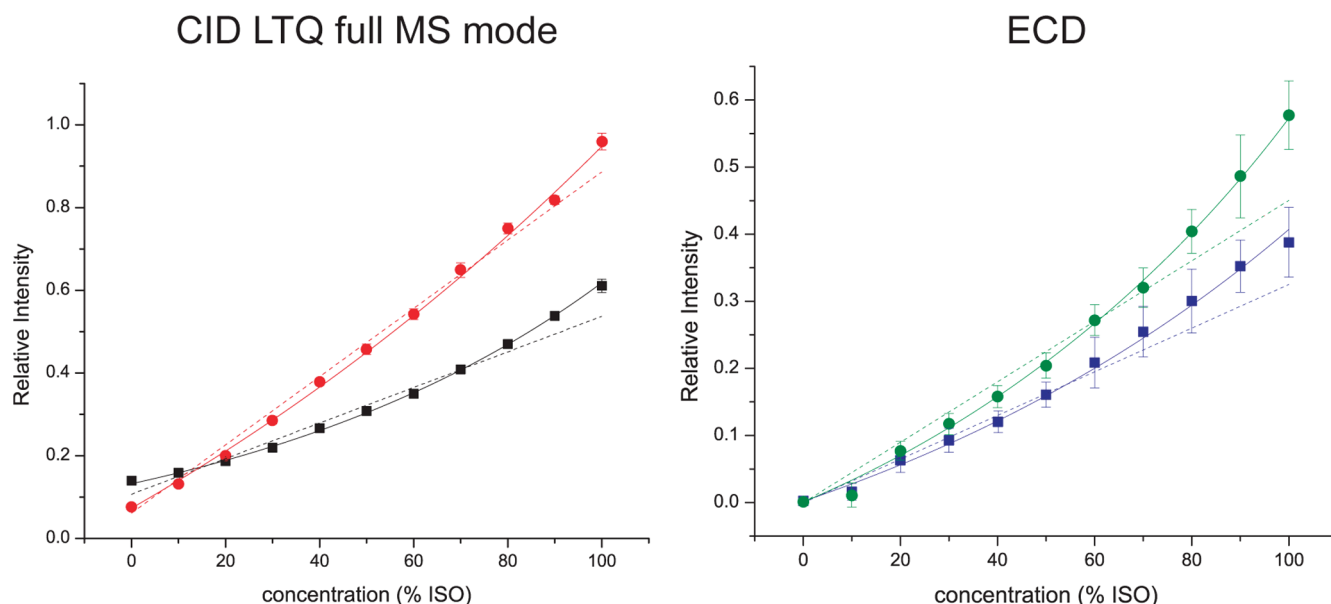 CID LTQ full MS mode
Relative Intensity
1.0
0.8
0.6
0.4
0.2
0.0
0 20 40 60 80 100
concentration (% ISO)
ECD
Relative Intensity
0.6
0.5
0.4
0.3
0.2
0.1
0.0
0 20 40 60 80 100
concentration (% ISO)